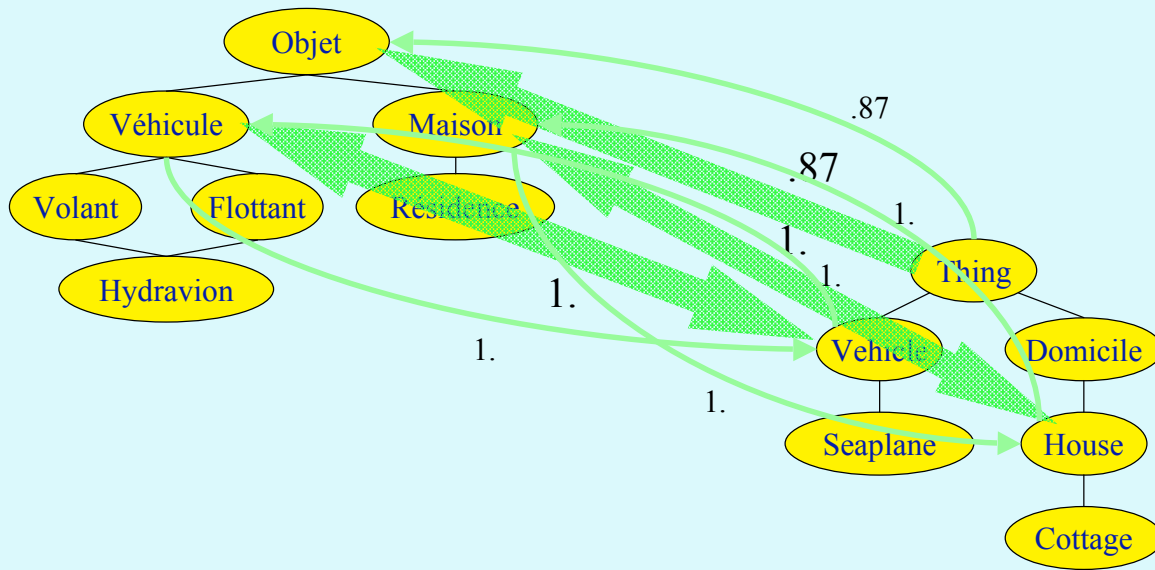 Objet
.87
Véhicule
Maison
.87
Volant
Flottant
Résidence
1.
1.
Thing
1.
Hydravion
1.
1.
Vehicle
Domicile
1.
Seaplane
House
Cottage